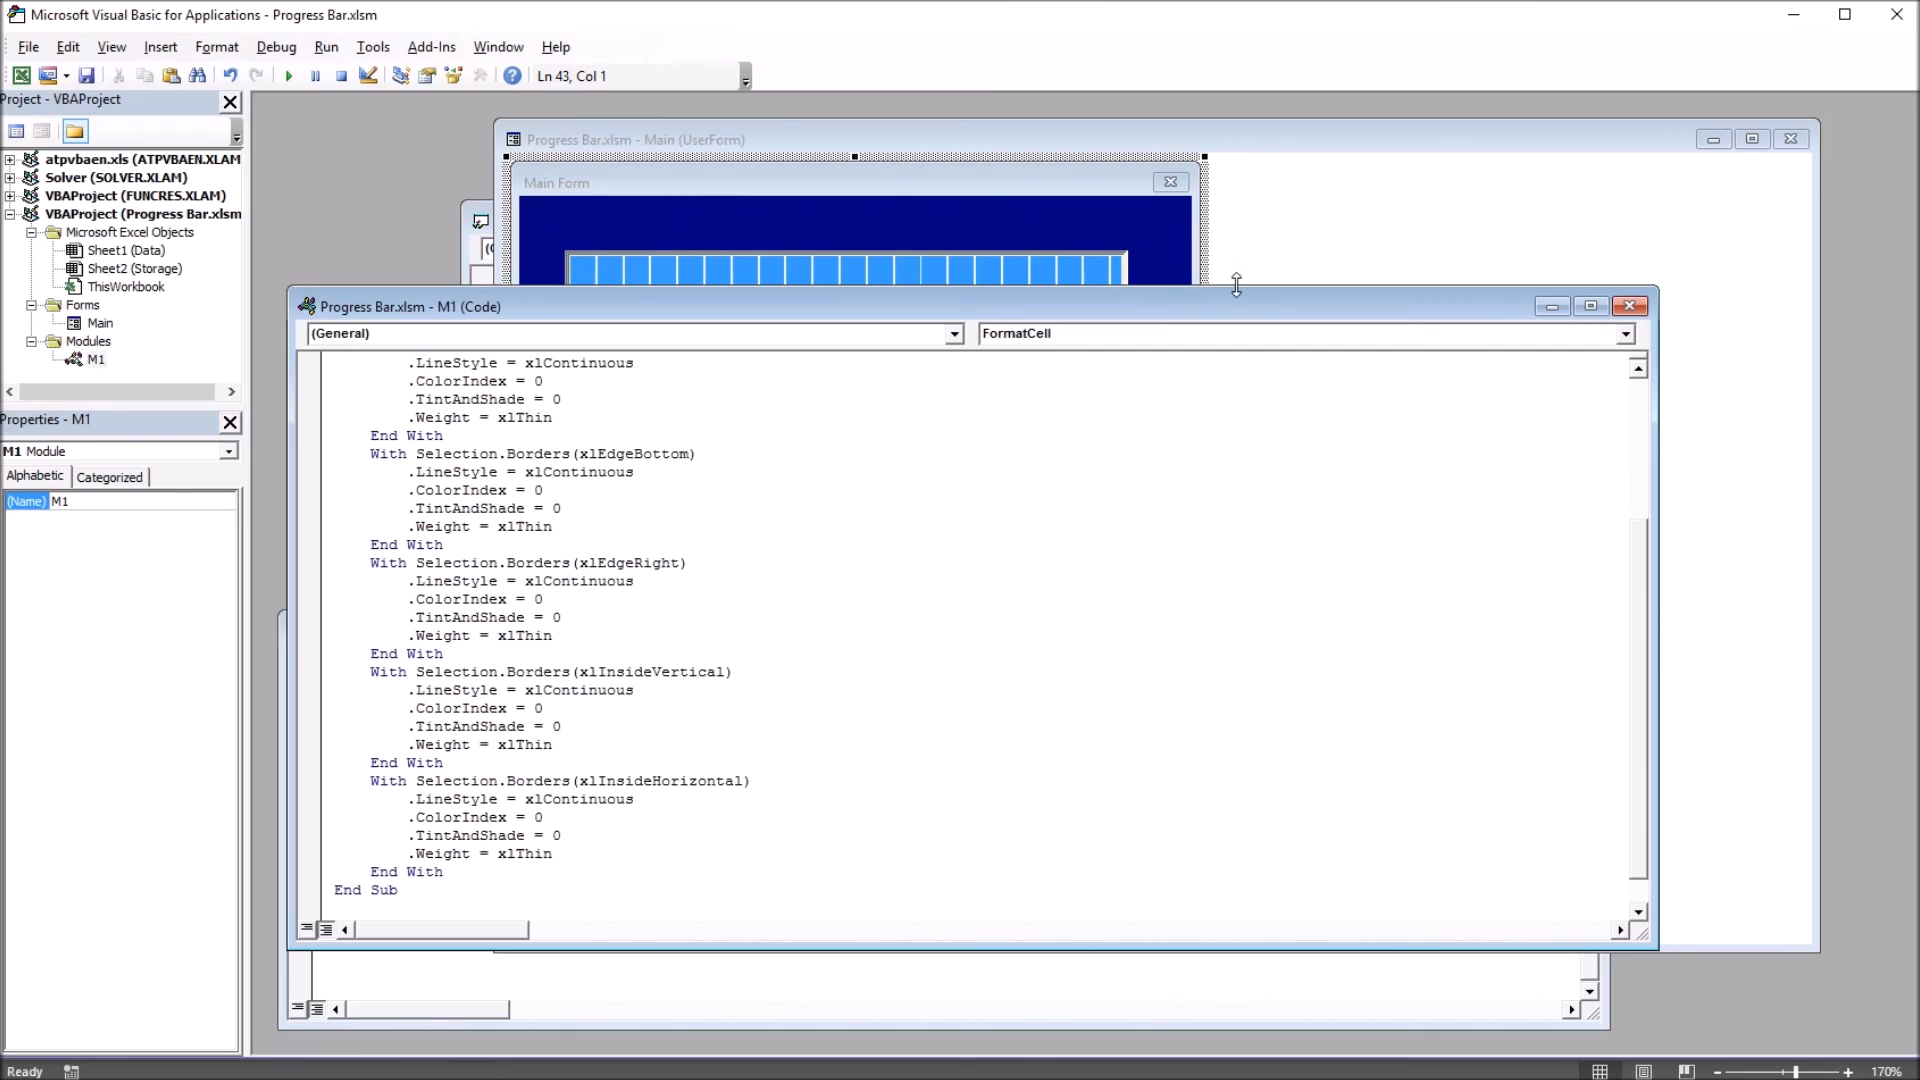 Microsoft Visual Basic for Applications - Progress Bar.xlsm
File Edit View Insert Format Debug Run Tools Add-Ins Window Help
Ln 43, Col 1
Project - VBAProject
atpvbaen.xls (ATPVBAEN.XLAM
Solver (SOLVER.XLAM)
VBAProject (FUNCRES.XLAM)
VBAProject (Progress Bar.xlsm
Microsoft Excel Objects
Sheet1 (Data)
Sheet2 (Storage)
ThisWorkbook
Forms
Main
Modules
M1
Properties - M1
M1 Module
Alphabetic Categorized
(Name) M1
Progress Bar.xlsm - Main (UserForm)
Main Form
Progress Bar.xlsm - M1 (Code)
(General) FormatCell
.LineStyle = xlContinuous
.ColorIndex = 0
.TintAndShade = 0
.Weight = xlThin
End With
With Selection.Borders(xlEdgeBottom)
.LineStyle = xlContinuous
.ColorIndex = 0
.TintAndShade = 0
.Weight = xlThin
End With
With Selection.Borders(xlEdgeRight)
.LineStyle = xlContinuous
.ColorIndex = 0
.TintAndShade = 0
.Weight = xlThin
End With
With Selection.Borders(xlInsideVertical)
.LineStyle = xlContinuous
.ColorIndex = 0
.TintAndShade = 0
.Weight = xlThin
End With
With Selection.Borders(xlInsideHorizontal)
.LineStyle = xlContinuous
.ColorIndex = 0
.TintAndShade = 0
.Weight = xlThin
End With
End Sub
Ready
170%